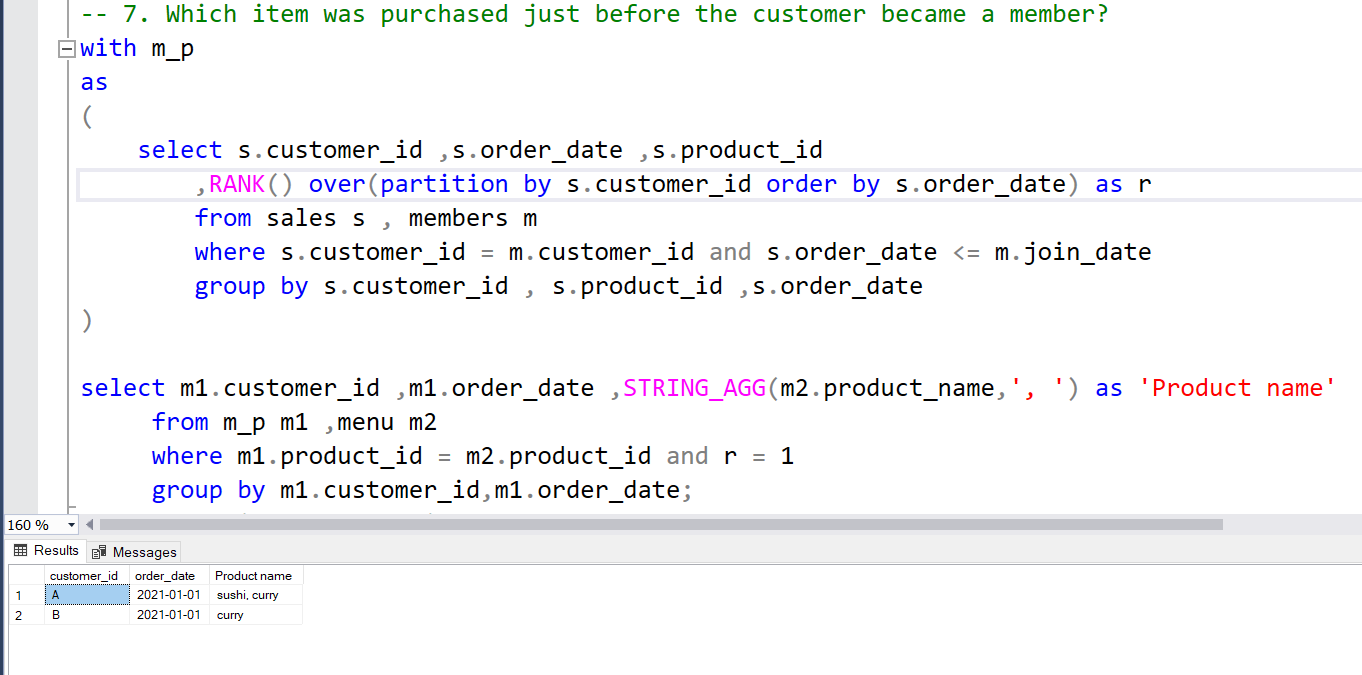 -- 7. Which item was purchased just before the customer became a member?
with m_p
as
(
select s.customer_id ,s.order_date ,s.product_id
,RANK() over(partition by s.customer_id order by s.order_date) as r
from sales s , members m
where s.customer_id = m.customer_id and s.order_date <= m.join_date
group by s.customer_id , s.product_id ,s.order_date
)
select m1.customer_id ,m1.order_date ,STRING_AGG(m2.product_name,', ') as 'Product name'
from m_p m1 ,menu m2
where m1.product_id = m2.product_id and r = 1
group by m1.customer_id,m1.order_date;
160 %
Results Messages
customer_id order_date Product name
1 A 2021-01-01 sushi, curry
2 B 2021-01-01 curry